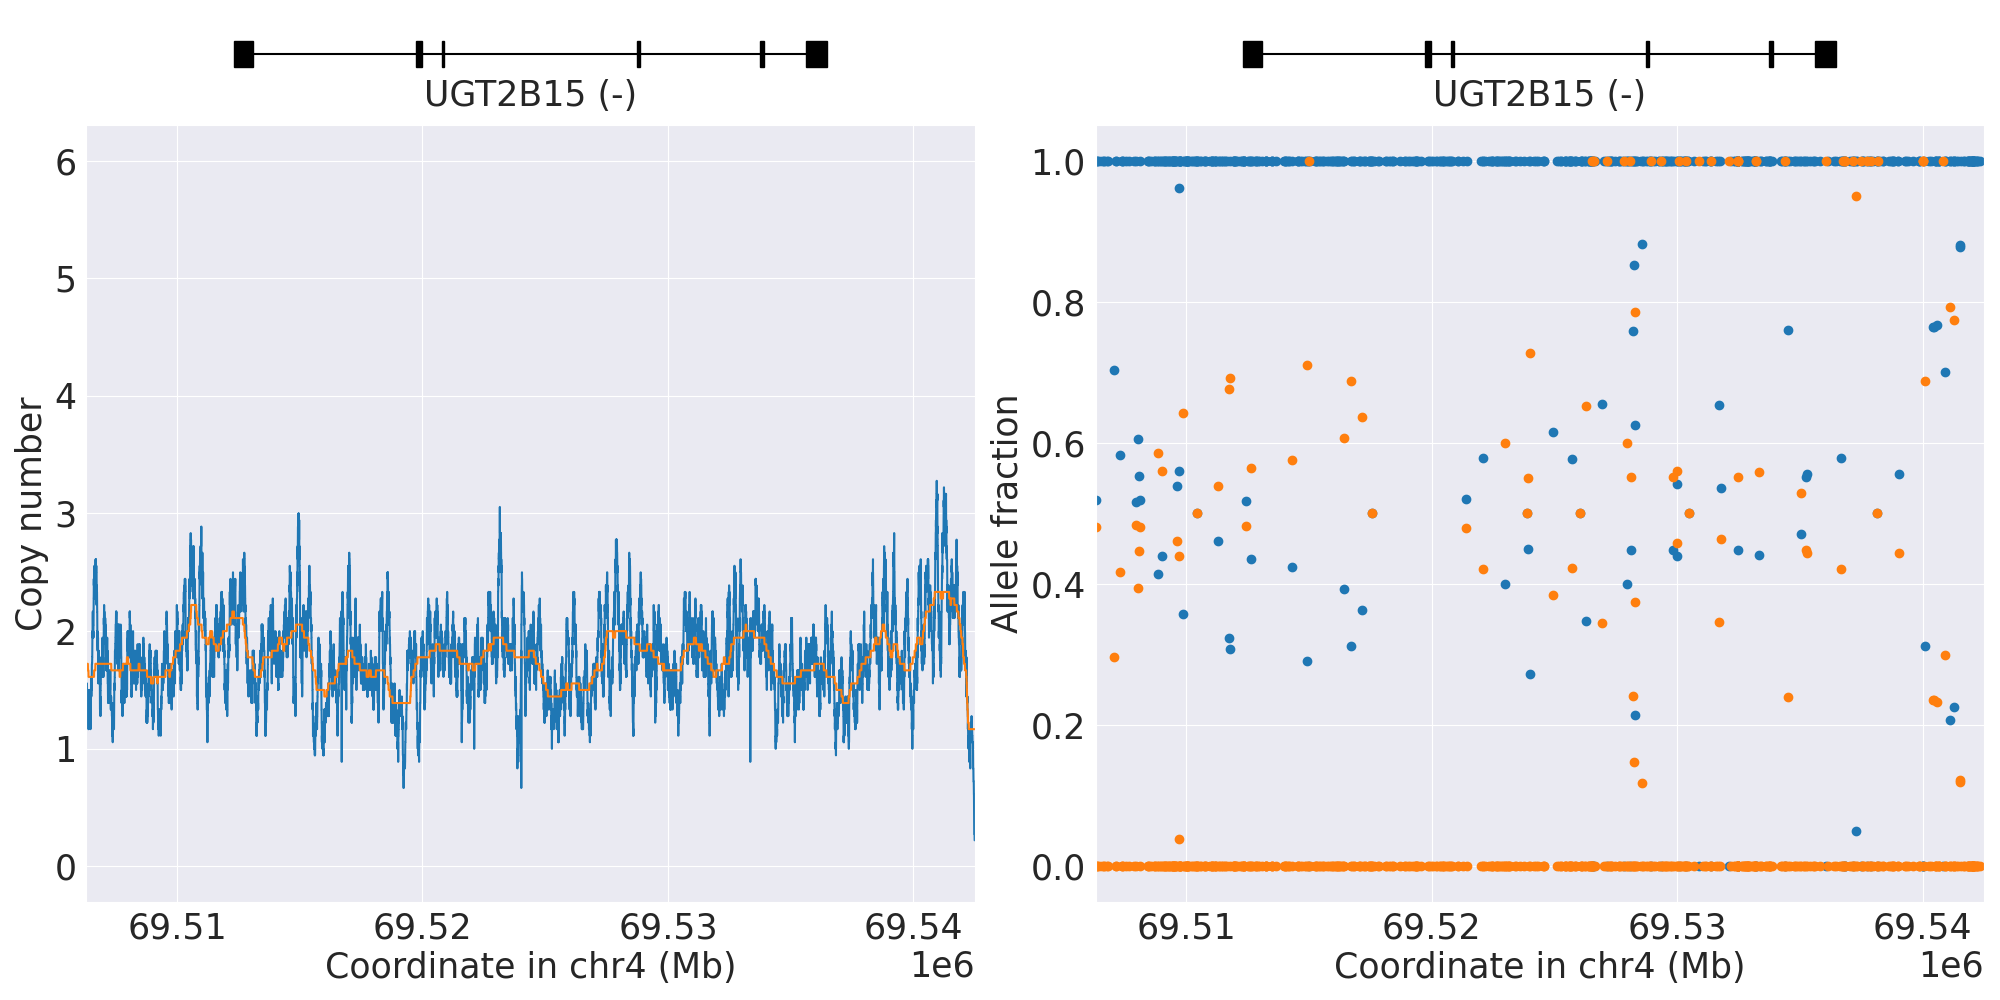 UGT2B15 (-)
Copy number
6
5
4
3
2
1
0
69.51 69.52 69.53 69.54
Coordinate in chr4 (Mb)
1e6
UGT2B15 (-)
Allele fraction
1.0
0.8
0.6
0.4
0.2
0.0
69.51 69.52 69.53 69.54
Coordinate in chr4 (Mb)
1e6